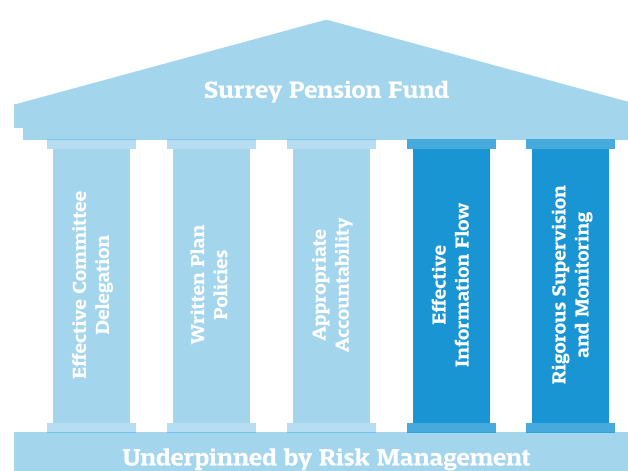 Surrey Pension Fund
Effective Committee
Delegation
Written Plan
Policies
Appropriate
Accountability
Effective
Information Flow
Rigorous Supervision
and Monitoring
Underpinned by Risk Management